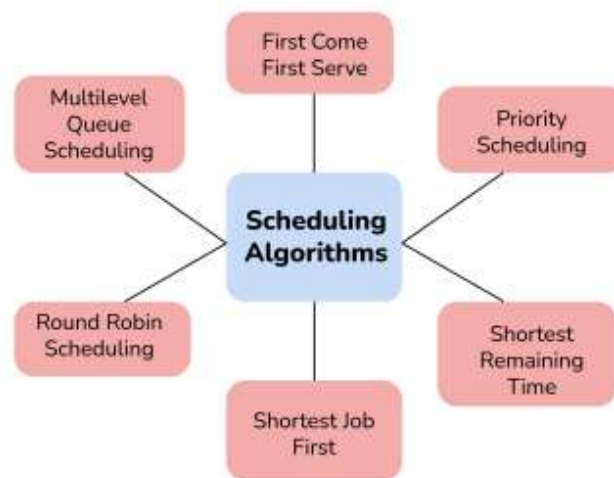 First Come
First Serve
Multilevel
Queue
Scheduling
Priority
Scheduling
Scheduling
Algorithms
Round Robin
Scheduling
Shortest
Remaining
Time
Shortest Job
First